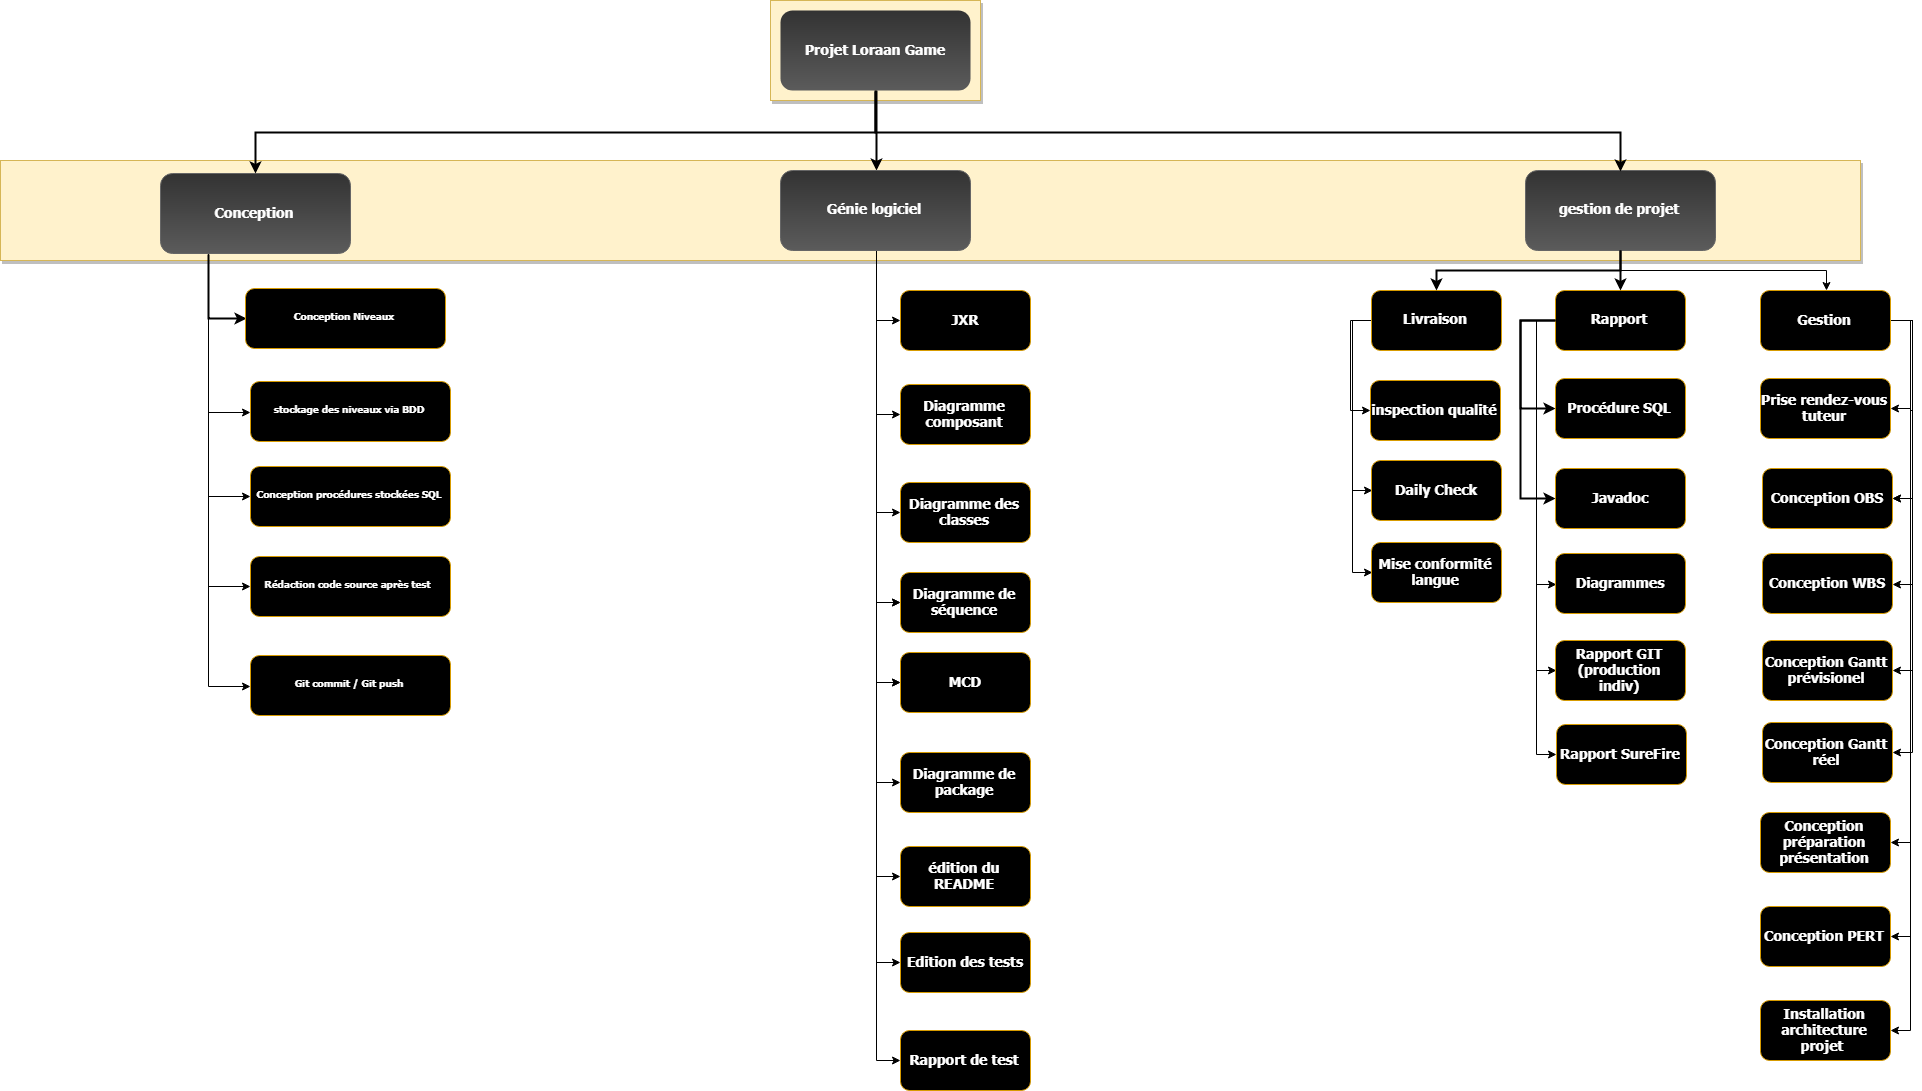 Projet Loraan Game
Conception
Génie logiciel
gestion de projet
Conception Niveaux
stockage des niveaux via BDD
Conception procédures stockées SQL
Rédaction code source après test
Git commit / Git push
JXR
Diagramme
composant
Diagramme des
classes
Diagramme de
séquence
MCD
Diagramme de
package
édition du
README
Edition des tests
Rapport de test
Livraison
inspection qualité
Daily Check
Mise conformité
langue
Rapport
Procédure SQL
Javadoc
Diagrammes
Rapport GIT
(production
indiv)
Rapport SureFire
Gestion
Prise rendez-vous
tuteur
Conception OBS
Conception WBS
Conception Gantt
prévisionel
Conception Gantt
réel
Conception
préparation
présentation
Conception PERT
Installation
architecture
projet